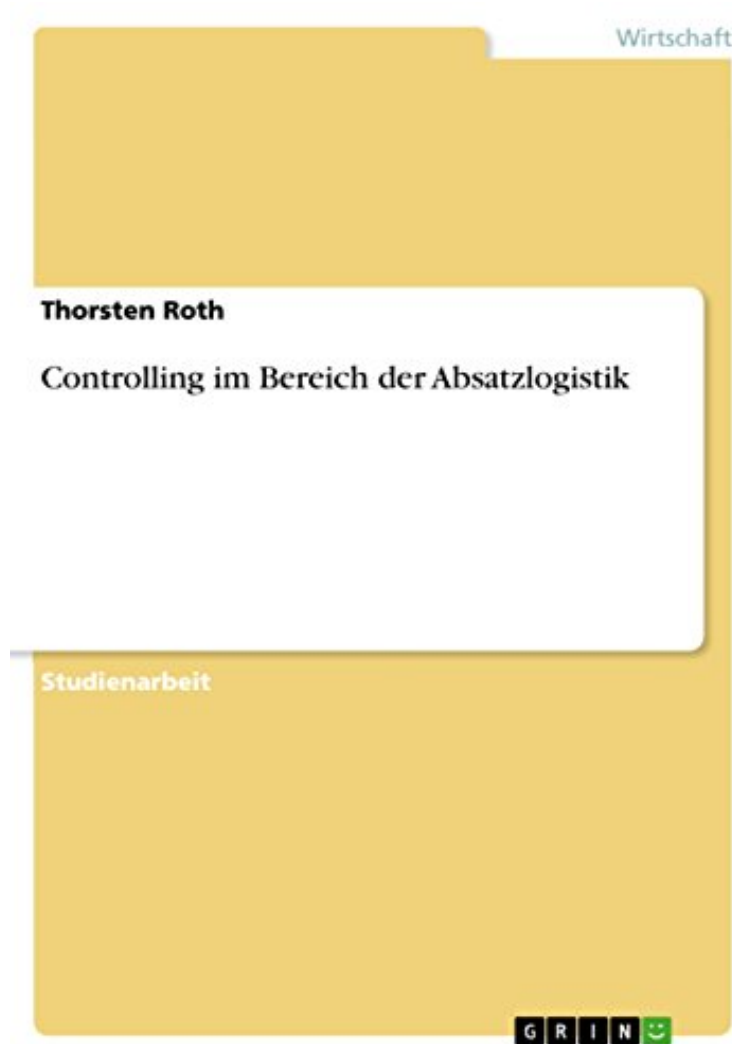 Wirtschaft
Thorsten Roth
Controlling im Bereich der Absatzlogistik
Studienarbeit
GRIN